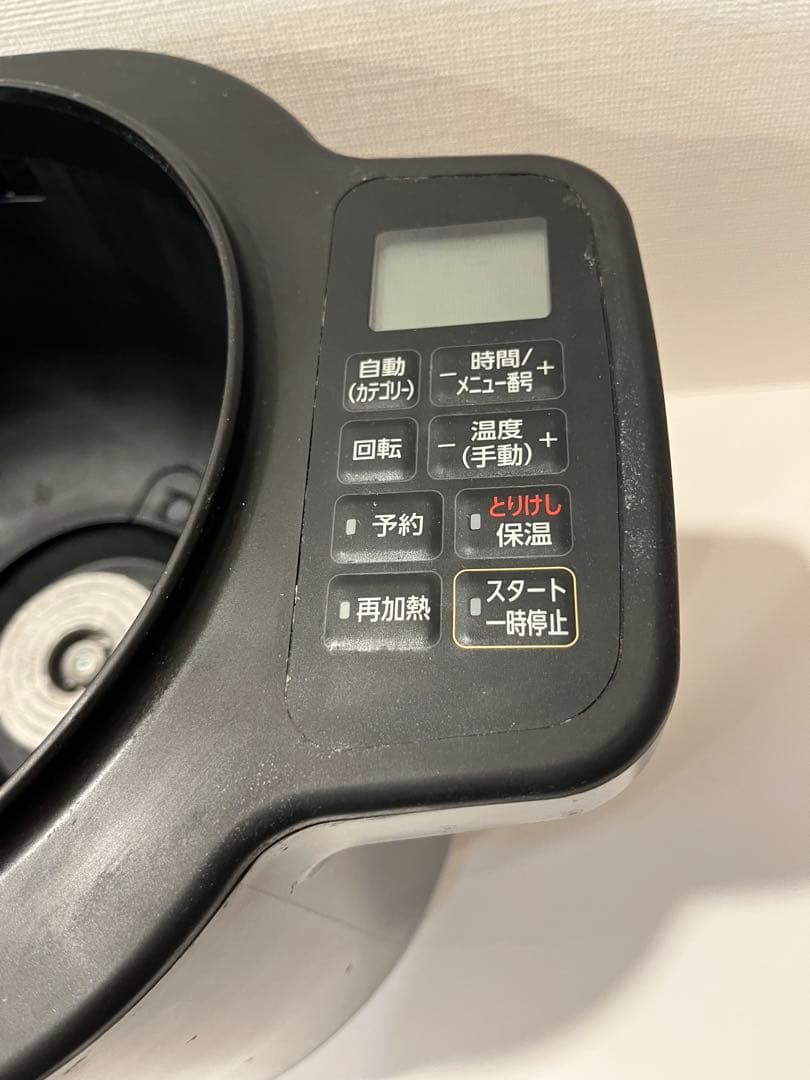 自動
(カテゴリー)
− 時間/ +
メニュー番号
回転
− 温度 +
(手動)
予約
とりけし
保温
再加熱
スタート
一時停止